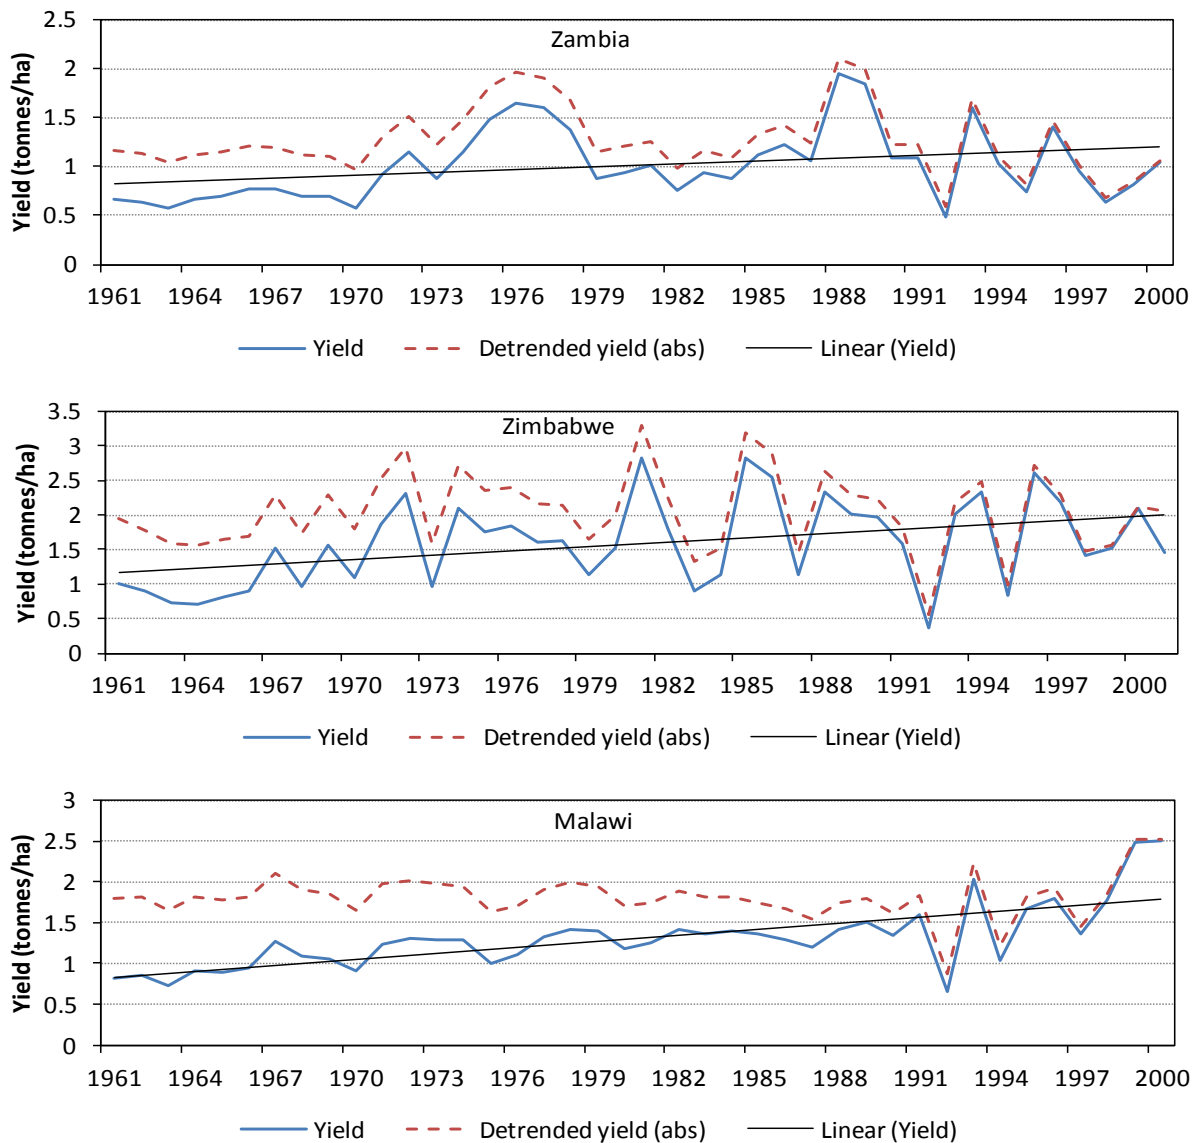 Zambia
Yield (tonnes/ha)
2.5
2
1.5
1
0.5
0
1961 1964 1967 1970 1973 1976 1979 1982 1985 1988 1991 1994 1997 2000
Yield Detrended yield (abs) Linear (Yield)
Zimbabwe
Yield (tonnes/ha)
3.5
3
2.5
2
1.5
1
0.5
0
1961 1964 1967 1970 1973 1976 1979 1982 1985 1988 1991 1994 1997 2000
Yield Detrended yield (abs) Linear (Yield)
Malawi
Yield (tonnes/ha)
3
2.5
2
1.5
1
0.5
0
1961 1964 1967 1970 1973 1976 1979 1982 1985 1988 1991 1994 1997 2000
Yield Detrended yield (abs) Linear (Yield)